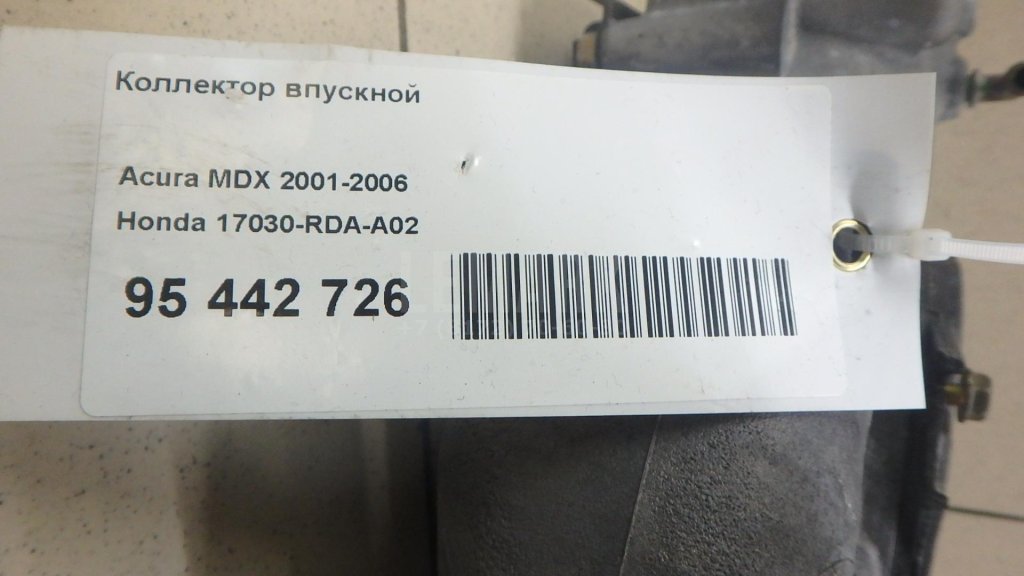 Коллектор впускной
Acura MDX 2001-2006
Honda 17030-RDA-A02
95 442 726